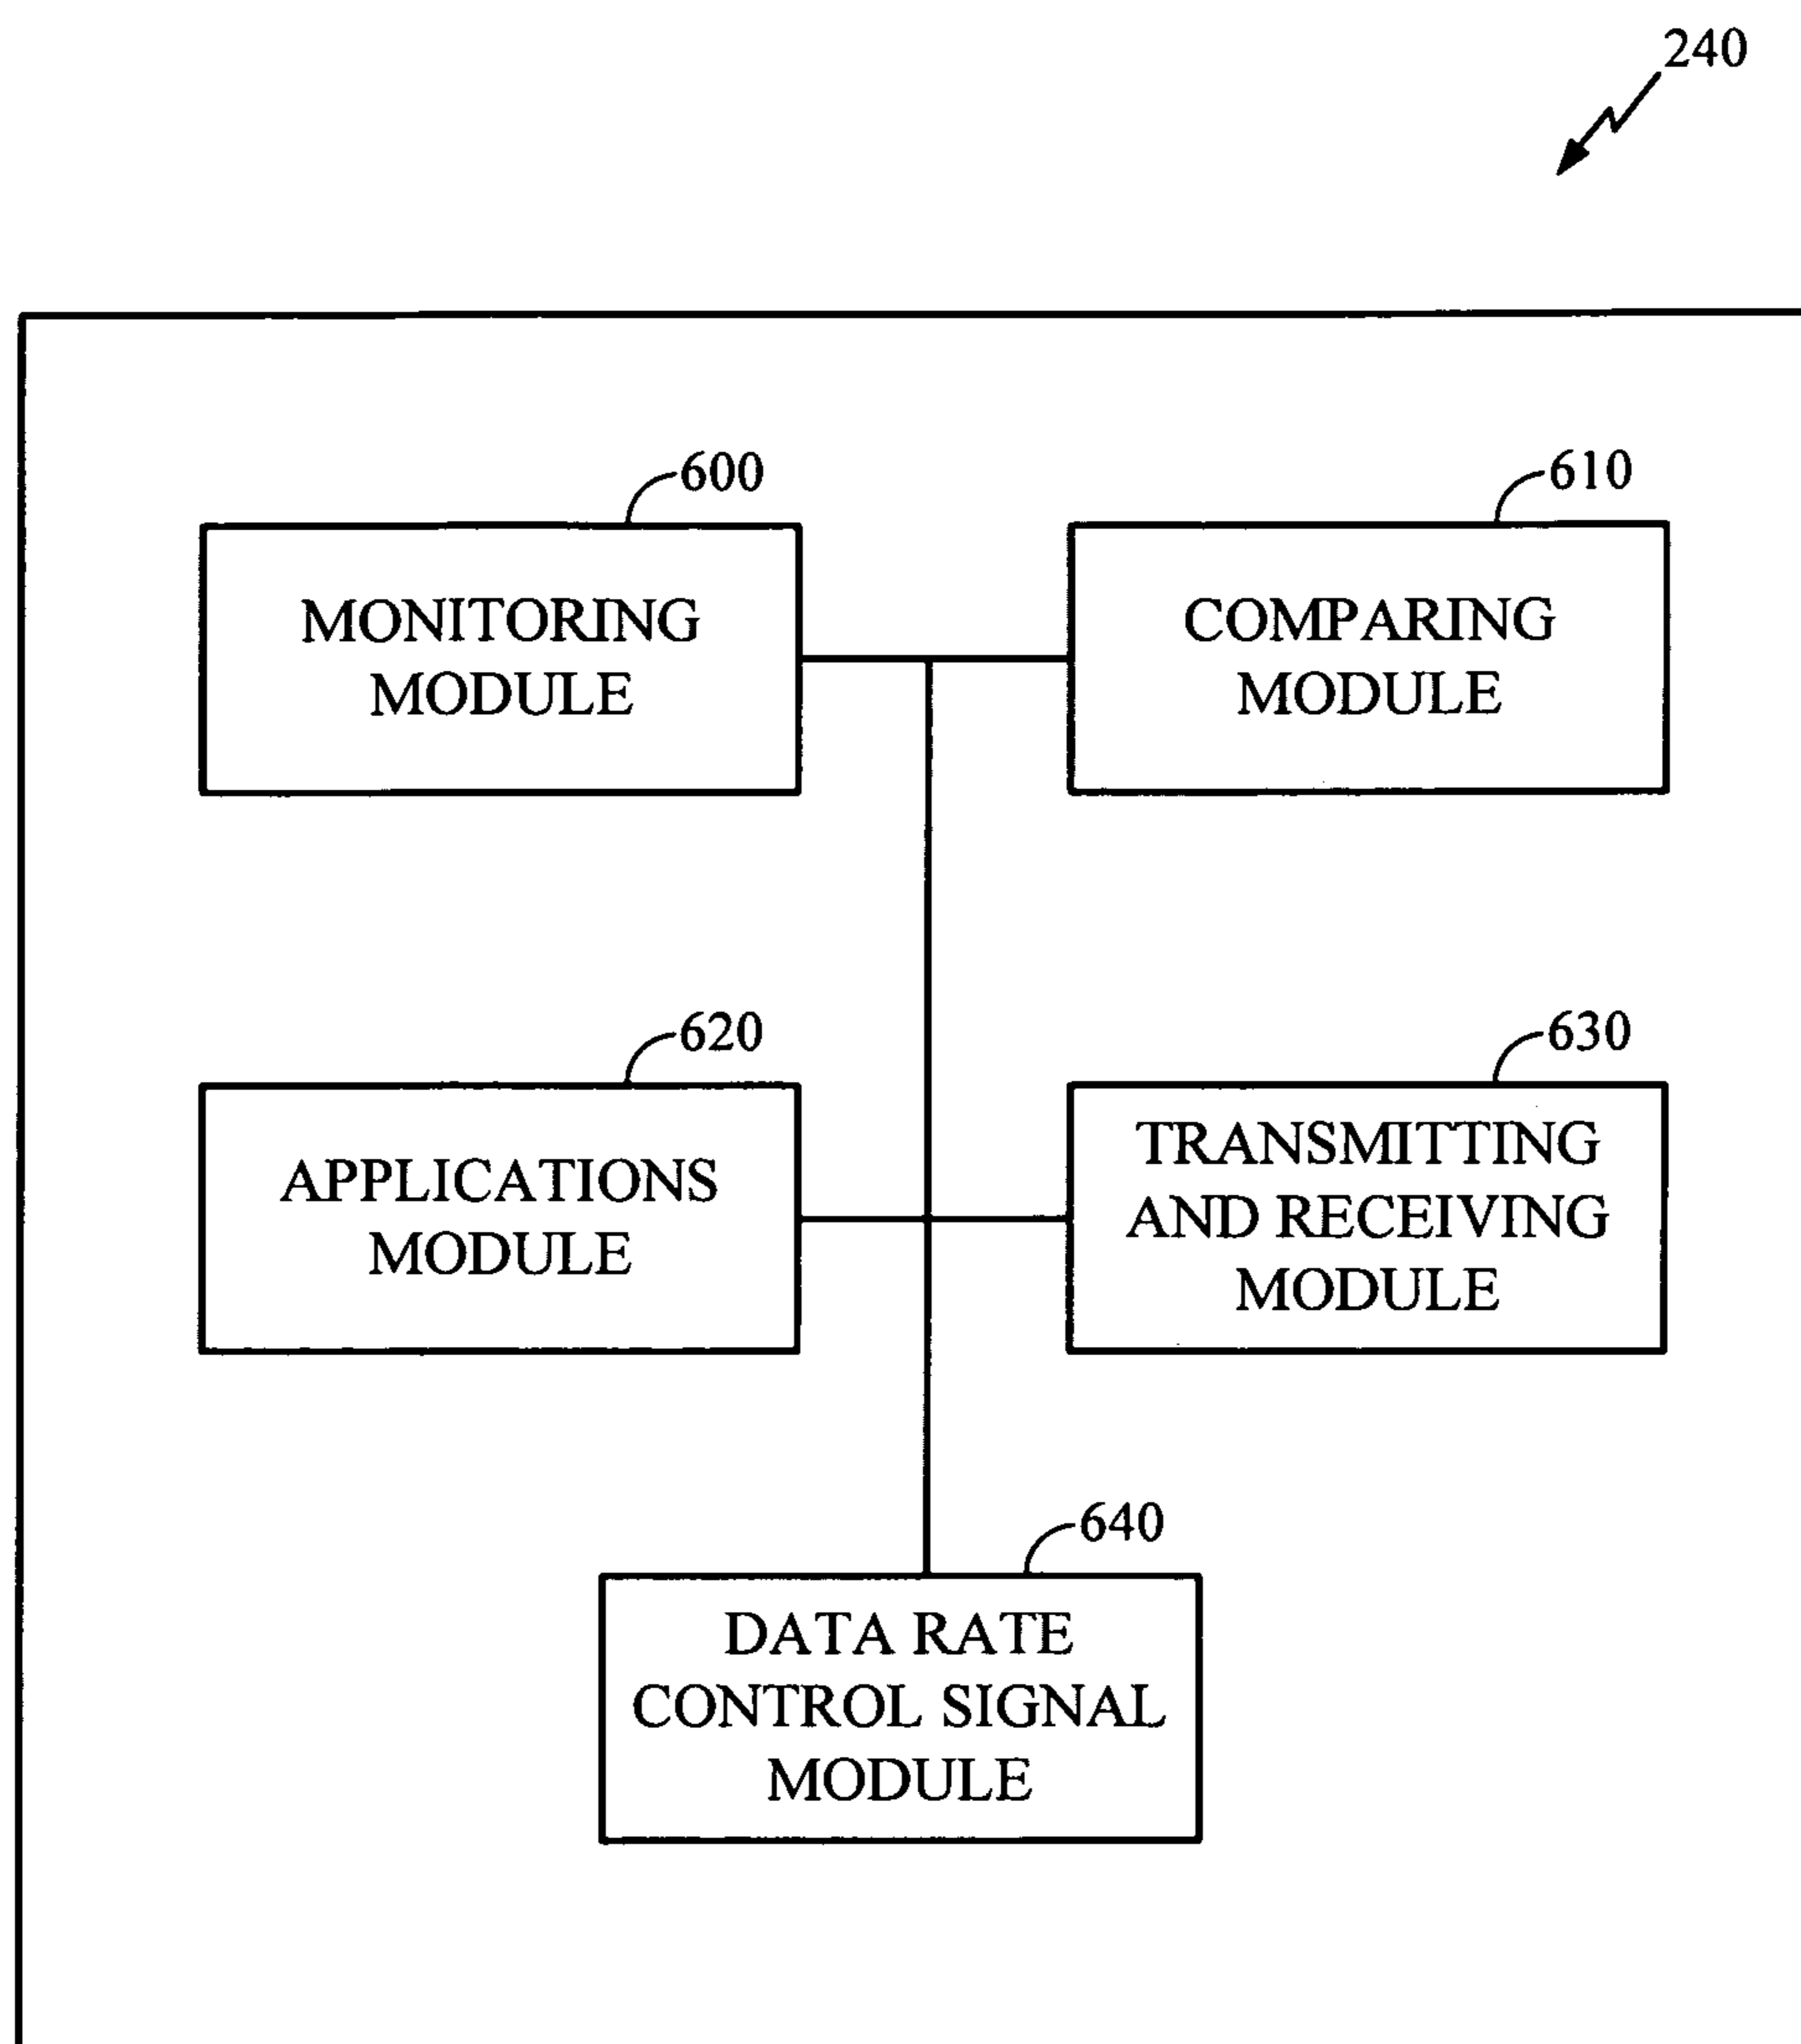 240
600
610
MONITORING
MODULE
COMPARING
MODULE
620
630
APPLICATIONS
MODULE
TRANSMITTING
AND RECEIVING
MODULE
640
DATA RATE
CONTROL SIGNAL
MODULE